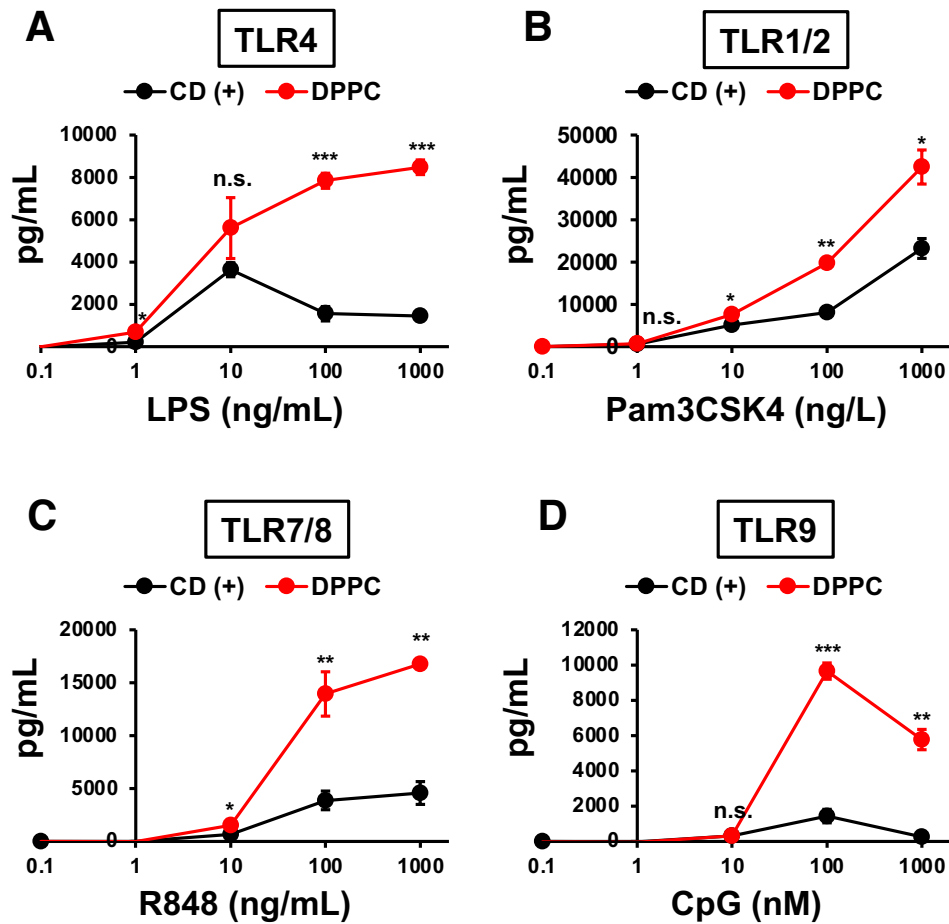 A
TLR4
CD (+) DPPC
pg/mL
10000
8000
6000
4000
2000
0
* n.s. *** ***
0.1 1 10 100 1000
LPS (ng/mL)
B
TLR1/2
CD (+) DPPC
pg/mL
50000
40000
30000
20000
10000
0
n.s. * ** *
0.1 1 10 100 1000
Pam3CSK4 (ng/L)
C
TLR7/8
CD (+) DPPC
pg/mL
20000
15000
10000
5000
0
* ** **
0.1 1 10 100 1000
R848 (ng/mL)
D
TLR9
CD (+) DPPC
pg/mL
12000
10000
8000
6000
4000
2000
0
n.s. *** **
0.1 1 10 100 1000
CpG (nM)